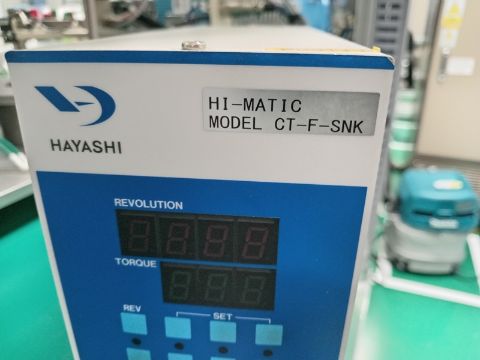 HAYASHI
HI-MATIC
MODEL CT-F-SNK
REVOLUTION
TORQUE
REV
SET